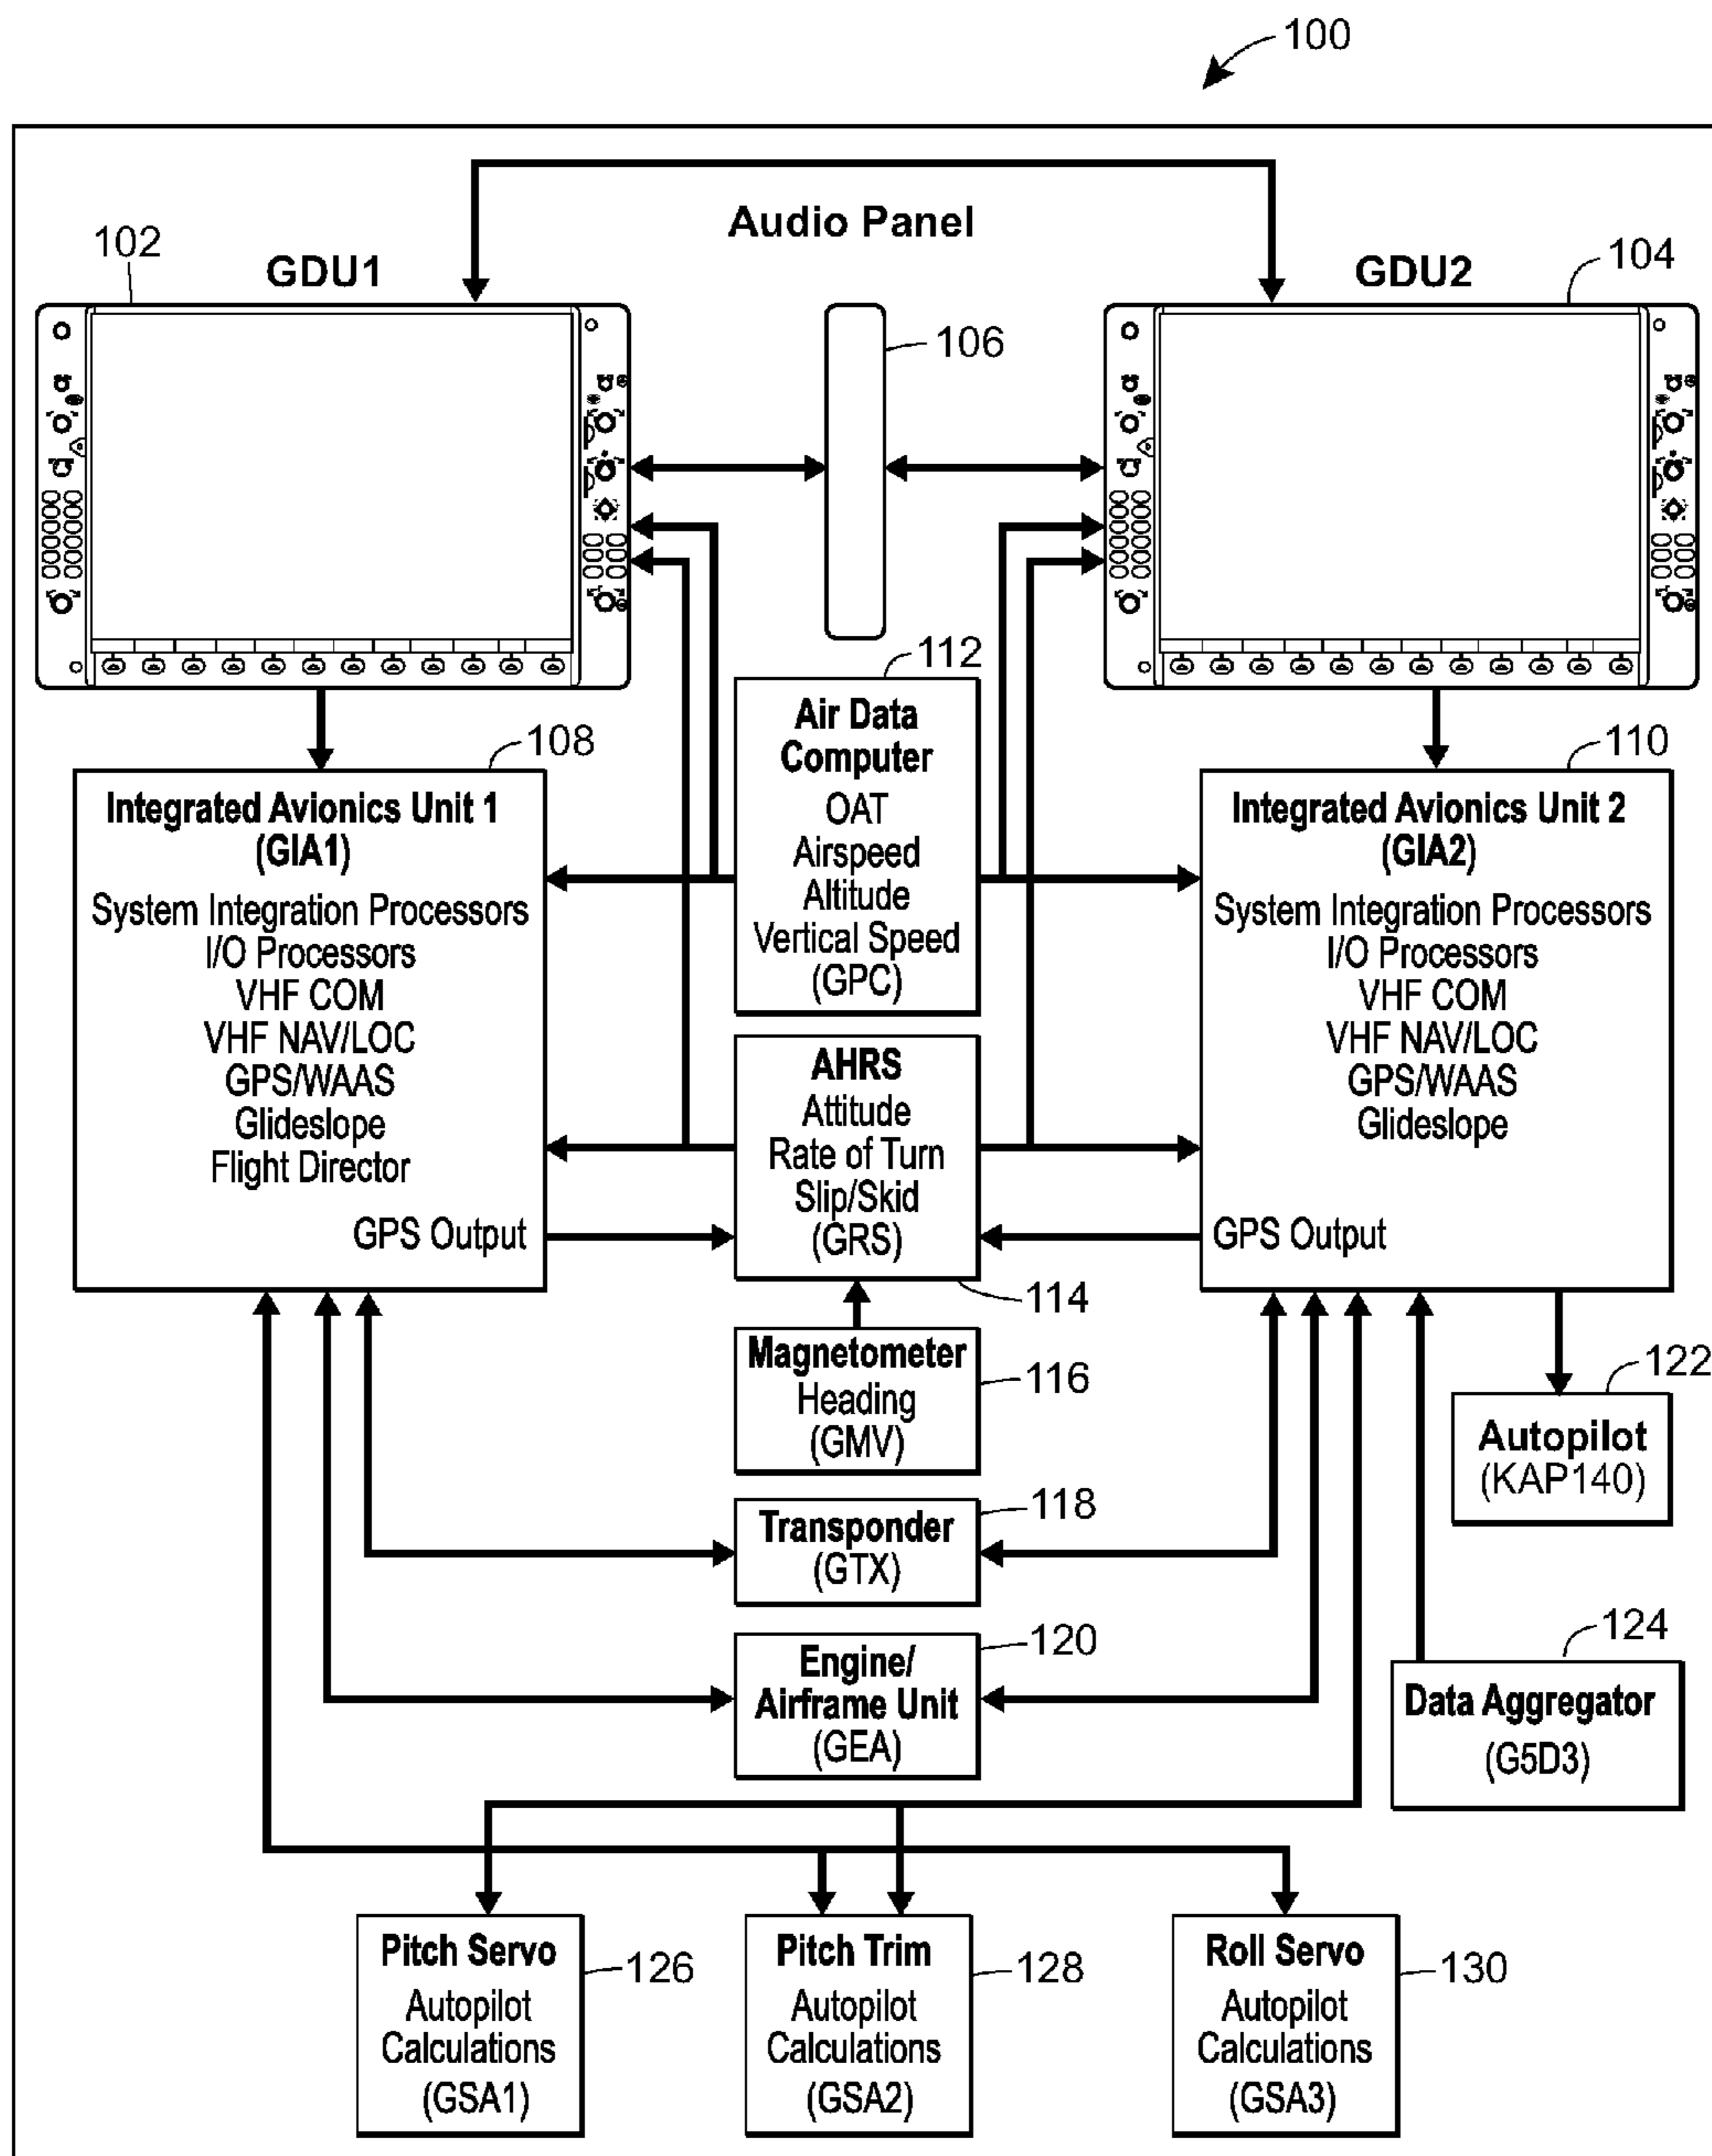 100
Audio Panel
102
GDU1
GDU2
104
106
112
Air Data
Computer
OAT
Airspeed
Altitude
Vertical Speed
(GPC)
108
Integrated Avionics Unit 1
(GIA1)
System Integration Processors
I/O Processors
VHF COM
VHF NAV/LOC
GPS/WAAS
Glideslope
Flight Director
GPS Output
110
Integrated Avionics Unit 2
(GIA2)
System Integration Processors
I/O Processors
VHF COM
VHF NAV/LOC
GPS/WAAS
Glideslope
GPS Output
AHRS
Attitude
Rate of Turn
Slip/Skid
(GRS)
114
Magnetometer
Heading
(GMV)
116
122
Autopilot
(KAP140)
Transponder
(GTX)
118
Engine/
Airframe Unit
(GEA)
120
124
Data Aggregator
(G5D3)
Pitch Servo
Autopilot
Calculations
(GSA1)
126
Pitch Trim
Autopilot
Calculations
(GSA2)
128
Roll Servo
Autopilot
Calculations
(GSA3)
130